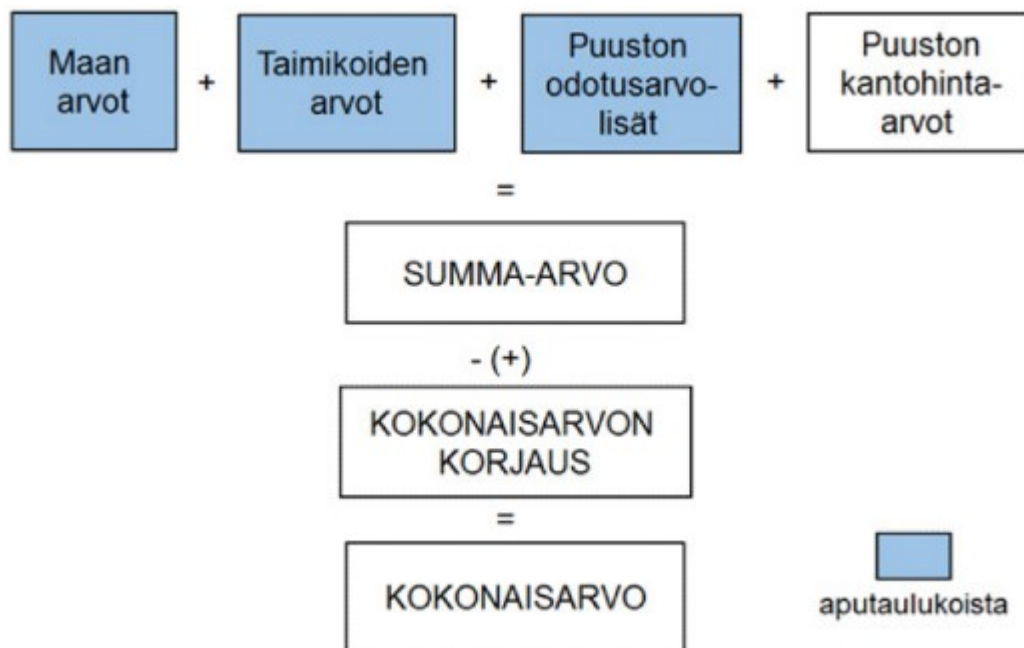 Maan
arvot
+
Taimikoiden
arvot
+
Puuston
odotusarvo-
lisät
+
Puuston
kantohinta-
arvot
=
SUMMA-ARVO
- (+)
KOKONAISARVON
KORJAUS
=
KOKONAISARVO
aputaulukoista